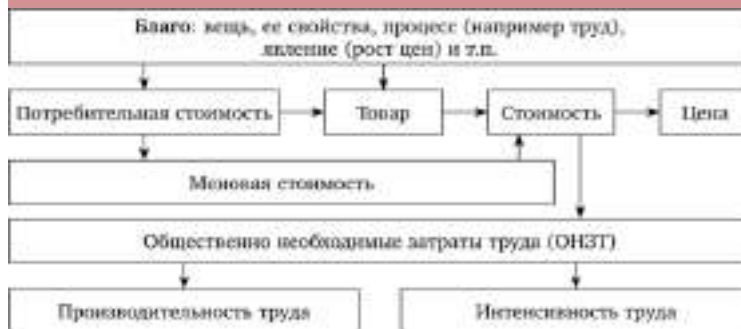 Благо: вещь, ее свойства, процесс (например труд),
явление (рост цен) и т.п.
Потребительная стоимость
Товар
Стоимость
Цена
Меновая стоимость
Общественно необходимые затраты труда (ОНЗТ)
Производительность труда
Интенсивность труда